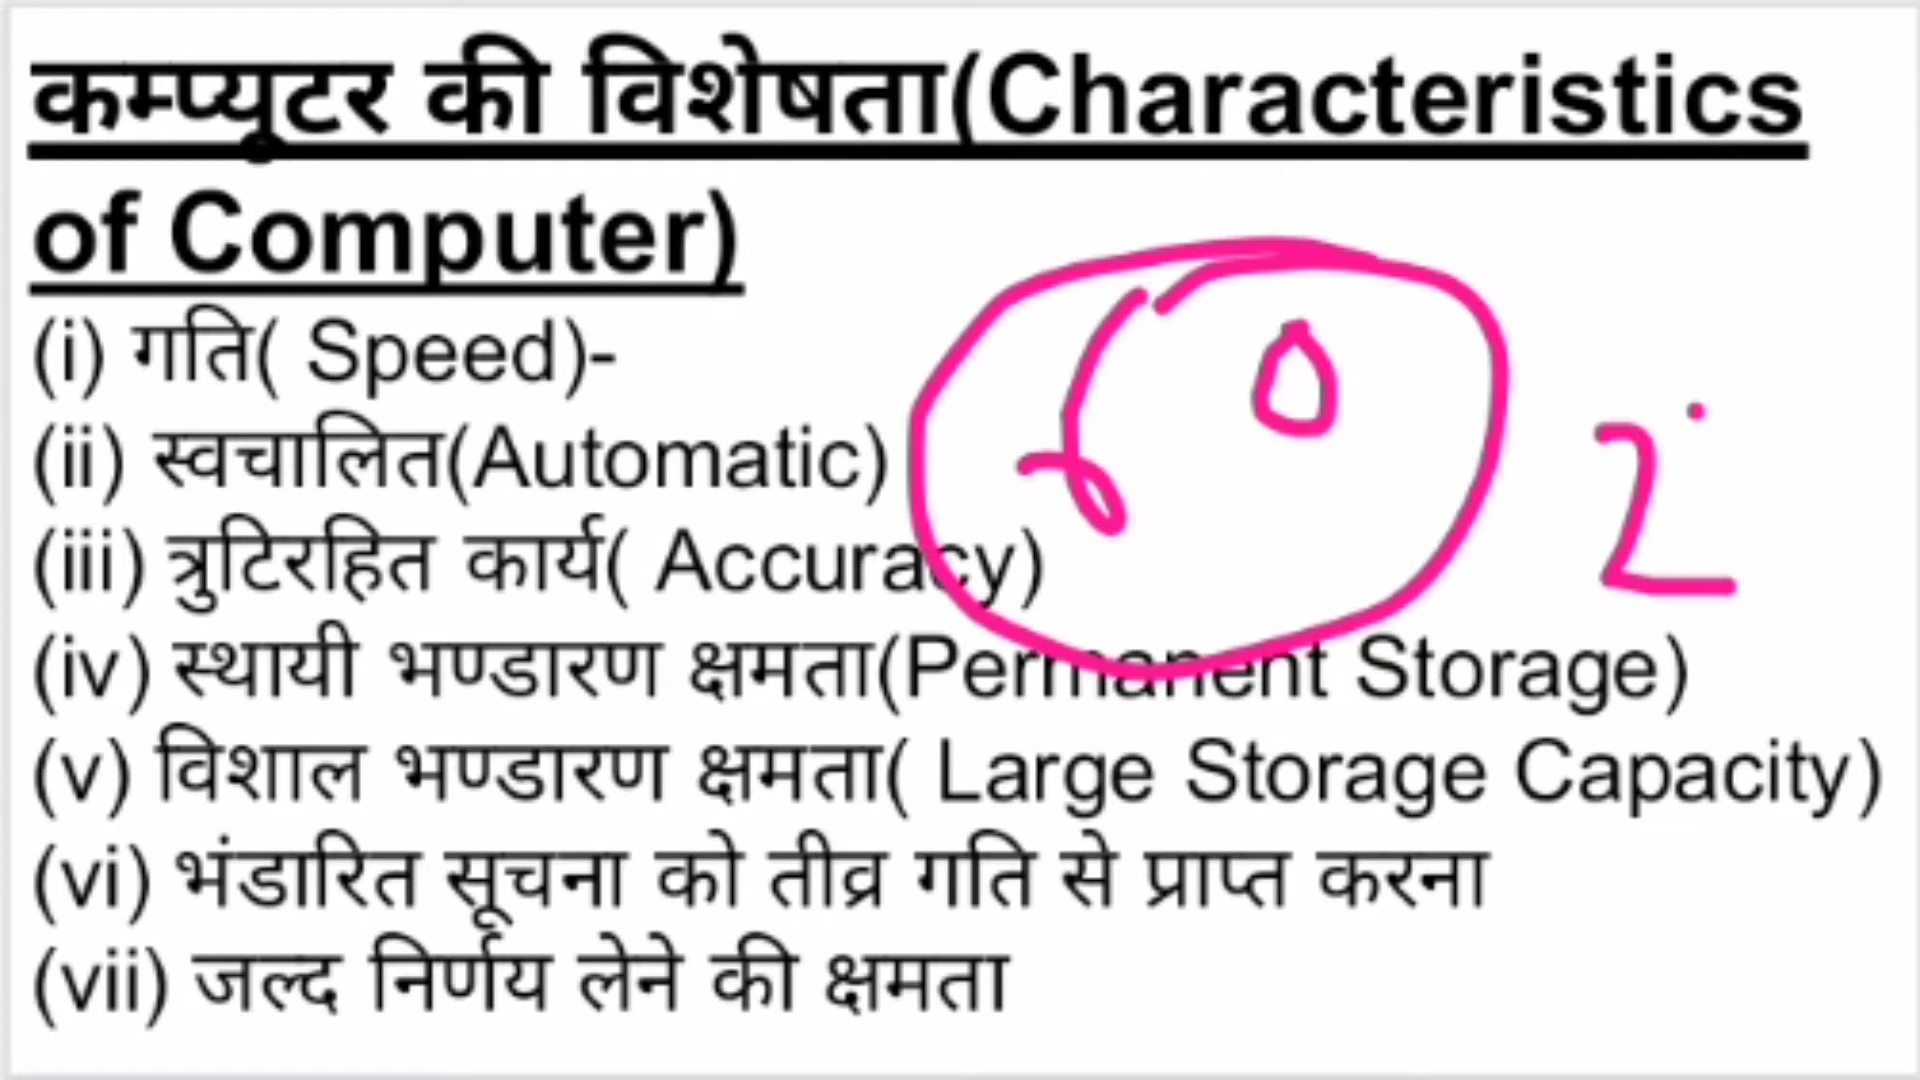 कम्प्यूटर की विशेषता(Characteristics
of Computer)
(i) गति( Speed)-
(ii) स्वचालित(Automatic)
(iii) त्रुटिरहित कार्य( Accuracy)
(iv) स्थायी भण्डारण क्षमता(Permanent Storage)
(v) विशाल भण्डारण क्षमता( Large Storage Capacity)
(vi) भंडारित सूचना को तीव्र गति से प्राप्त करना
(vii) जल्द निर्णय लेने की क्षमता